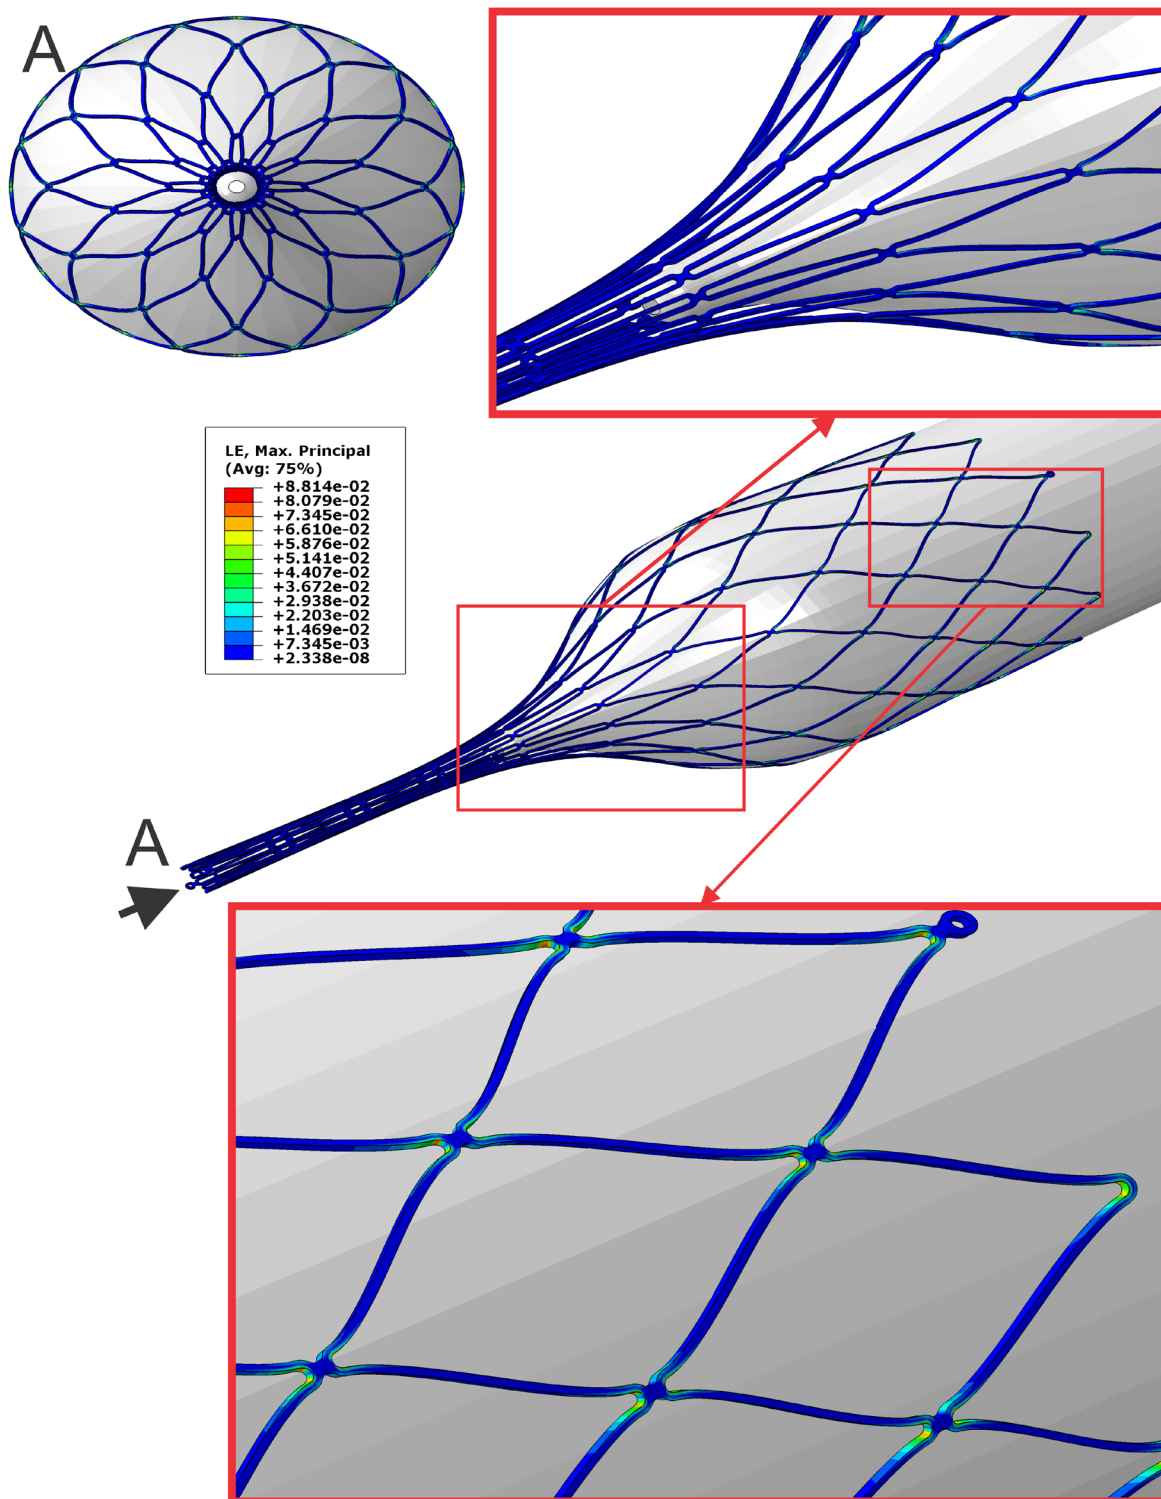 A
LE, Max. Principal
(Avg: 75%)
+8.814e-02
+8.079e-02
+7.345e-02
+6.610e-02
+5.876e-02
+5.141e-02
+4.407e-02
+3.672e-02
+2.938e-02
+2.203e-02
+1.469e-02
+7.345e-03
+2.338e-08
A